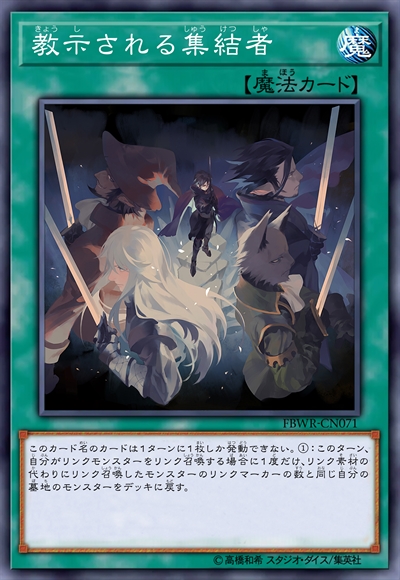 教示される集結者
魔
【魔法カード】
FBWR-CN071
このカード名のカードは1ターンに1枚しか発動できない。①:このターン、
自分がリンクモンスターをリンク召喚する場合に1度だけ、リンク素材の
代わりにリンク召喚したモンスターのリンクマーカーの数と同じ自分の
墓地のモンスターをデッキに戻す。
©高橋和希 スタジオ・ダイス/集英社